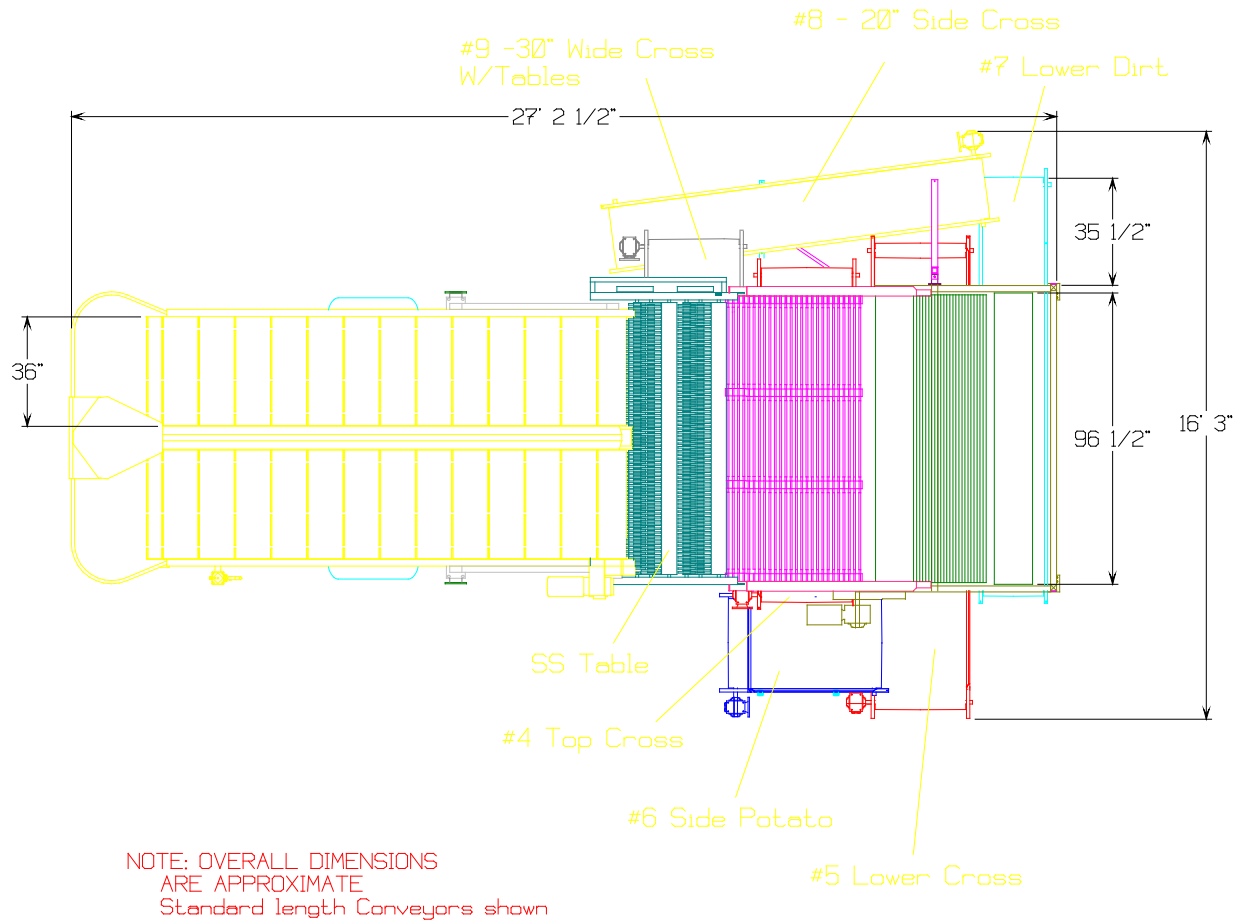 #8 - 20" Side Cross
#9 -30" Wide Cross
W/Tables
#7 Lower Dirt
27' 2 1/2"
35 1/2"
36"
16' 3"
96 1/2"
SS Table
#4 Top Cross
#6 Side Potato
#5 Lower Cross
NOTE: OVERALL DIMENSIONS
ARE APPROXIMATE
Standard length Conveyors shown